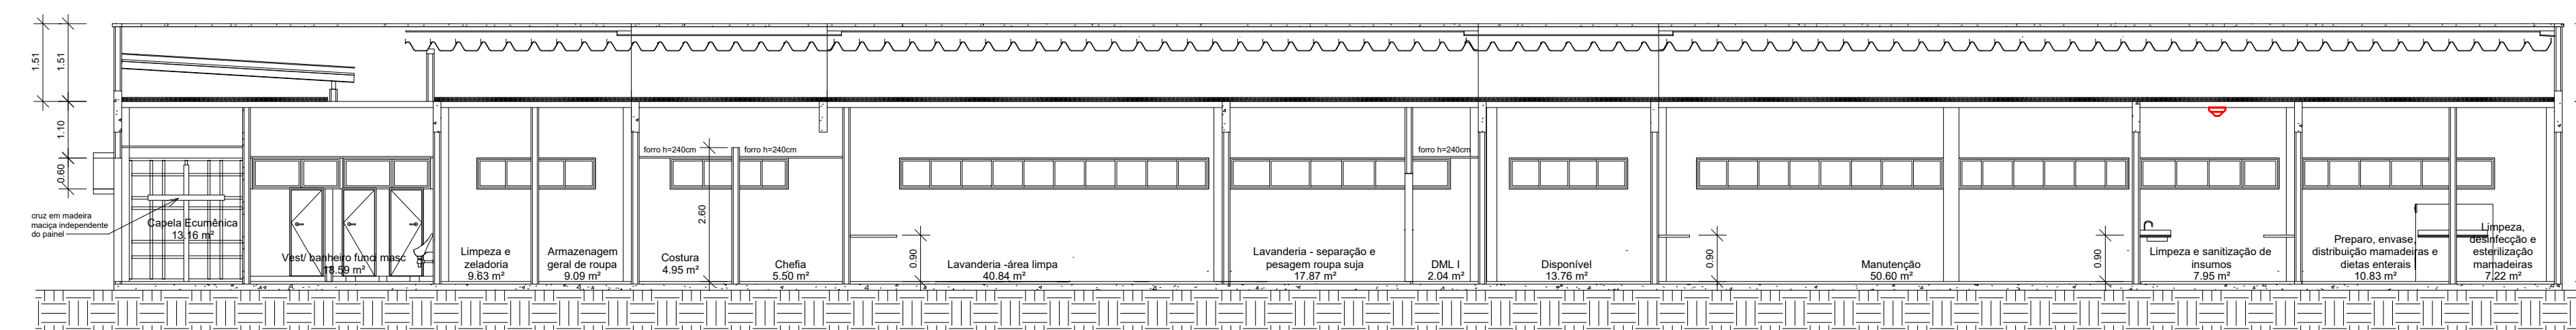 1.51
1.51
1.10
0.60
cruz em madeira
maciça independente
do painel
Capela Ecumênica
13.16 m²
Vest/ banheiro func. masc
18.59 m²
Limpeza e
zeladoria
9.63 m²
Armazenagem
geral de roupa
9.09 m²
forro h=240cm
Costura
4.95 m²
2.60
forro h=240cm
Chefia
5.50 m²
0.90
Lavanderia -área limpa
40.84 m²
Lavanderia - separação e
pesagem roupa suja
17.87 m²
forro h=240cm
DML I
2.04 m²
Disponível
13.76 m²
0.90
Manutenção
50.60 m²
0.90
Limpeza e sanitização de
insumos
7.95 m²
Preparo, envase,
distribuição mamadeiras e
dietas enterais
10.83 m²
Limpeza,
desinfecção e
esterilização
mamadeiras
7.22 m²